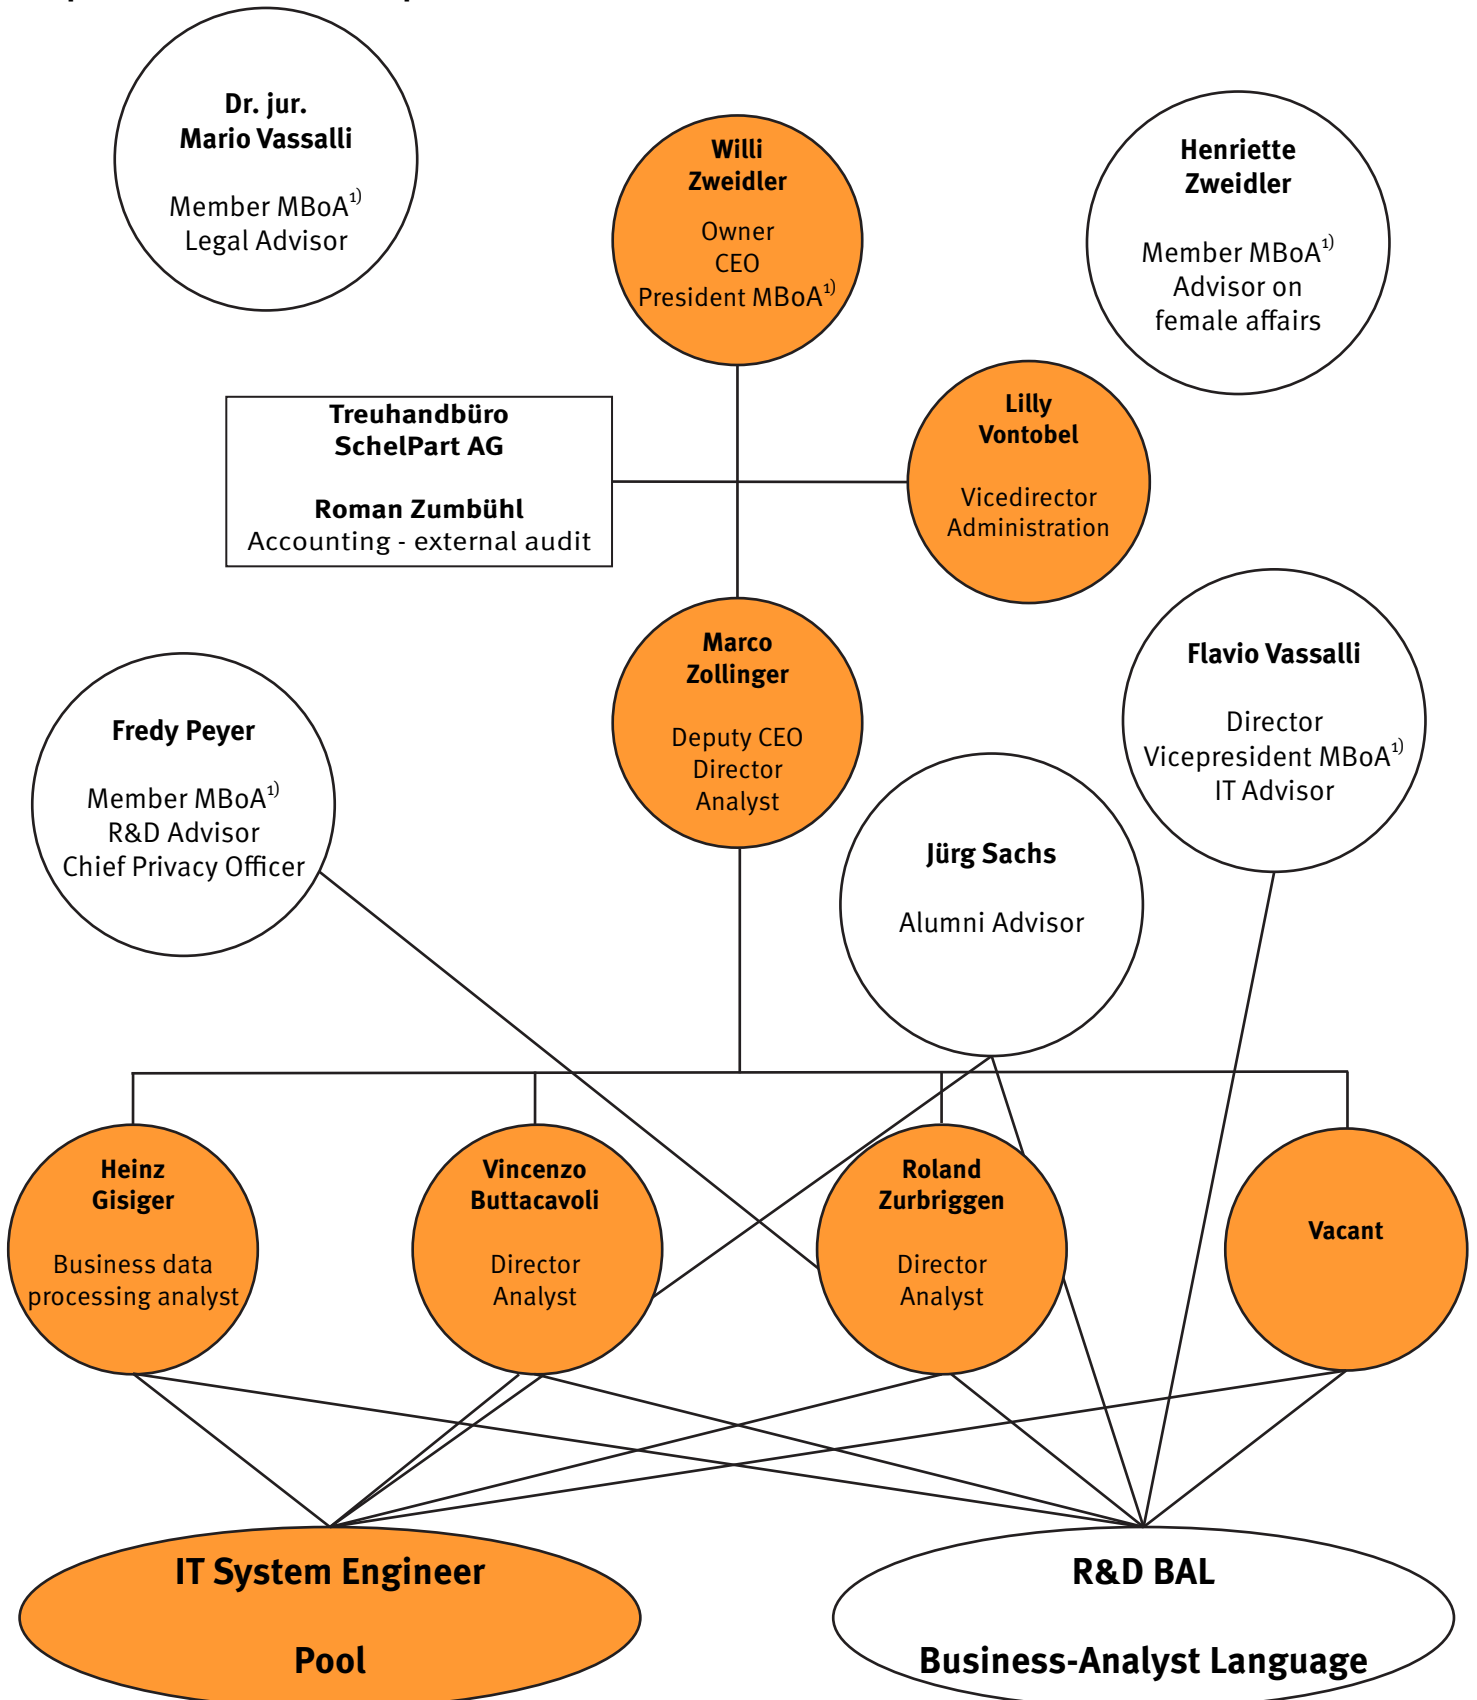 Dr. jur.
Mario Vassalli
Member MBoA¹⁾
Legal Advisor
Willi
Zweidler
Owner
CEO
President MBoA¹⁾
Henriette
Zweidler
Member MBoA¹⁾
Advisor on
female affairs
Treuhandbüro
SchelPart AG
Roman Zumbühl
Accounting - external audit
Lilly
Vontobel
Vicedirector
Administration
Marco
Zollinger
Deputy CEO
Director
Analyst
Flavio Vassalli
Director
Vicepresident MBoA¹⁾
IT Advisor
Fredy Peyer
Member MBoA¹⁾
R&D Advisor
Chief Privacy Officer
Jürg Sachs
Alumni Advisor
Heinz
Gisiger
Business data
processing analyst
Vincenzo
Buttacavoli
Director
Analyst
Roland
Zurbriggen
Director
Analyst
Vacant
IT System Engineer
Pool
R&D BAL
Business-Analyst Language